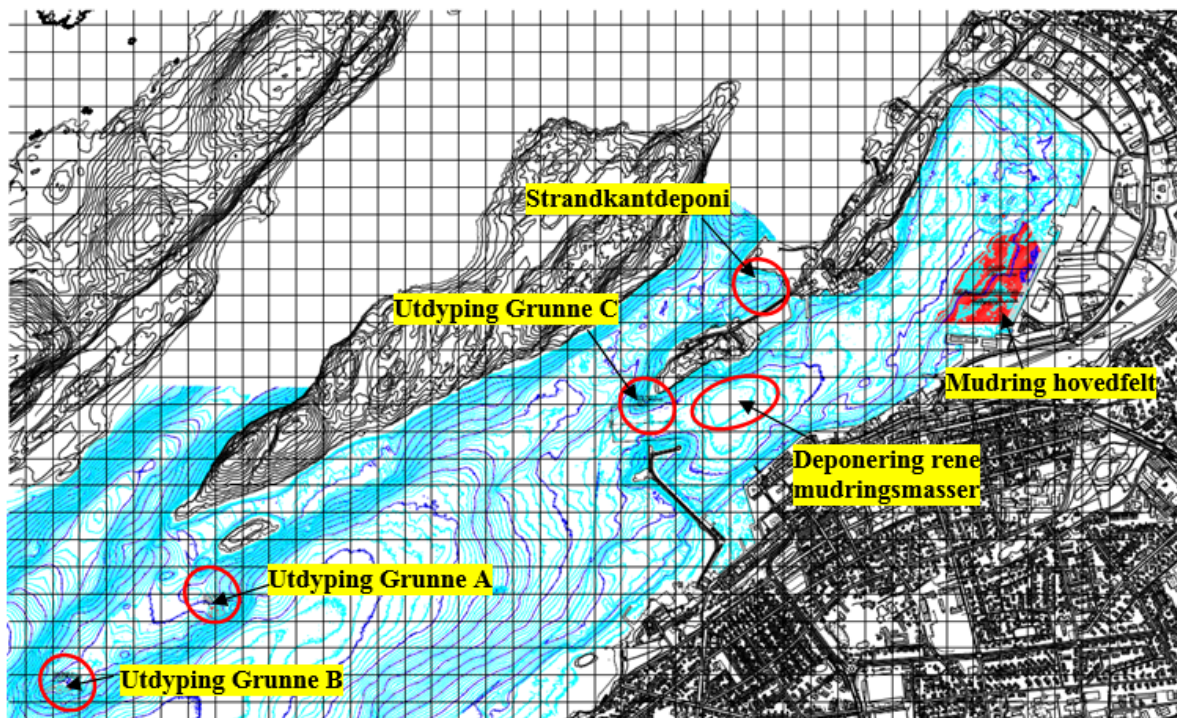 Strandkantdeponi
Utdyping Grunne C
Mudring hovedfelt
Deponering rene
mudringsmasser
Utdyping Grunne A
Utdyping Grunne B